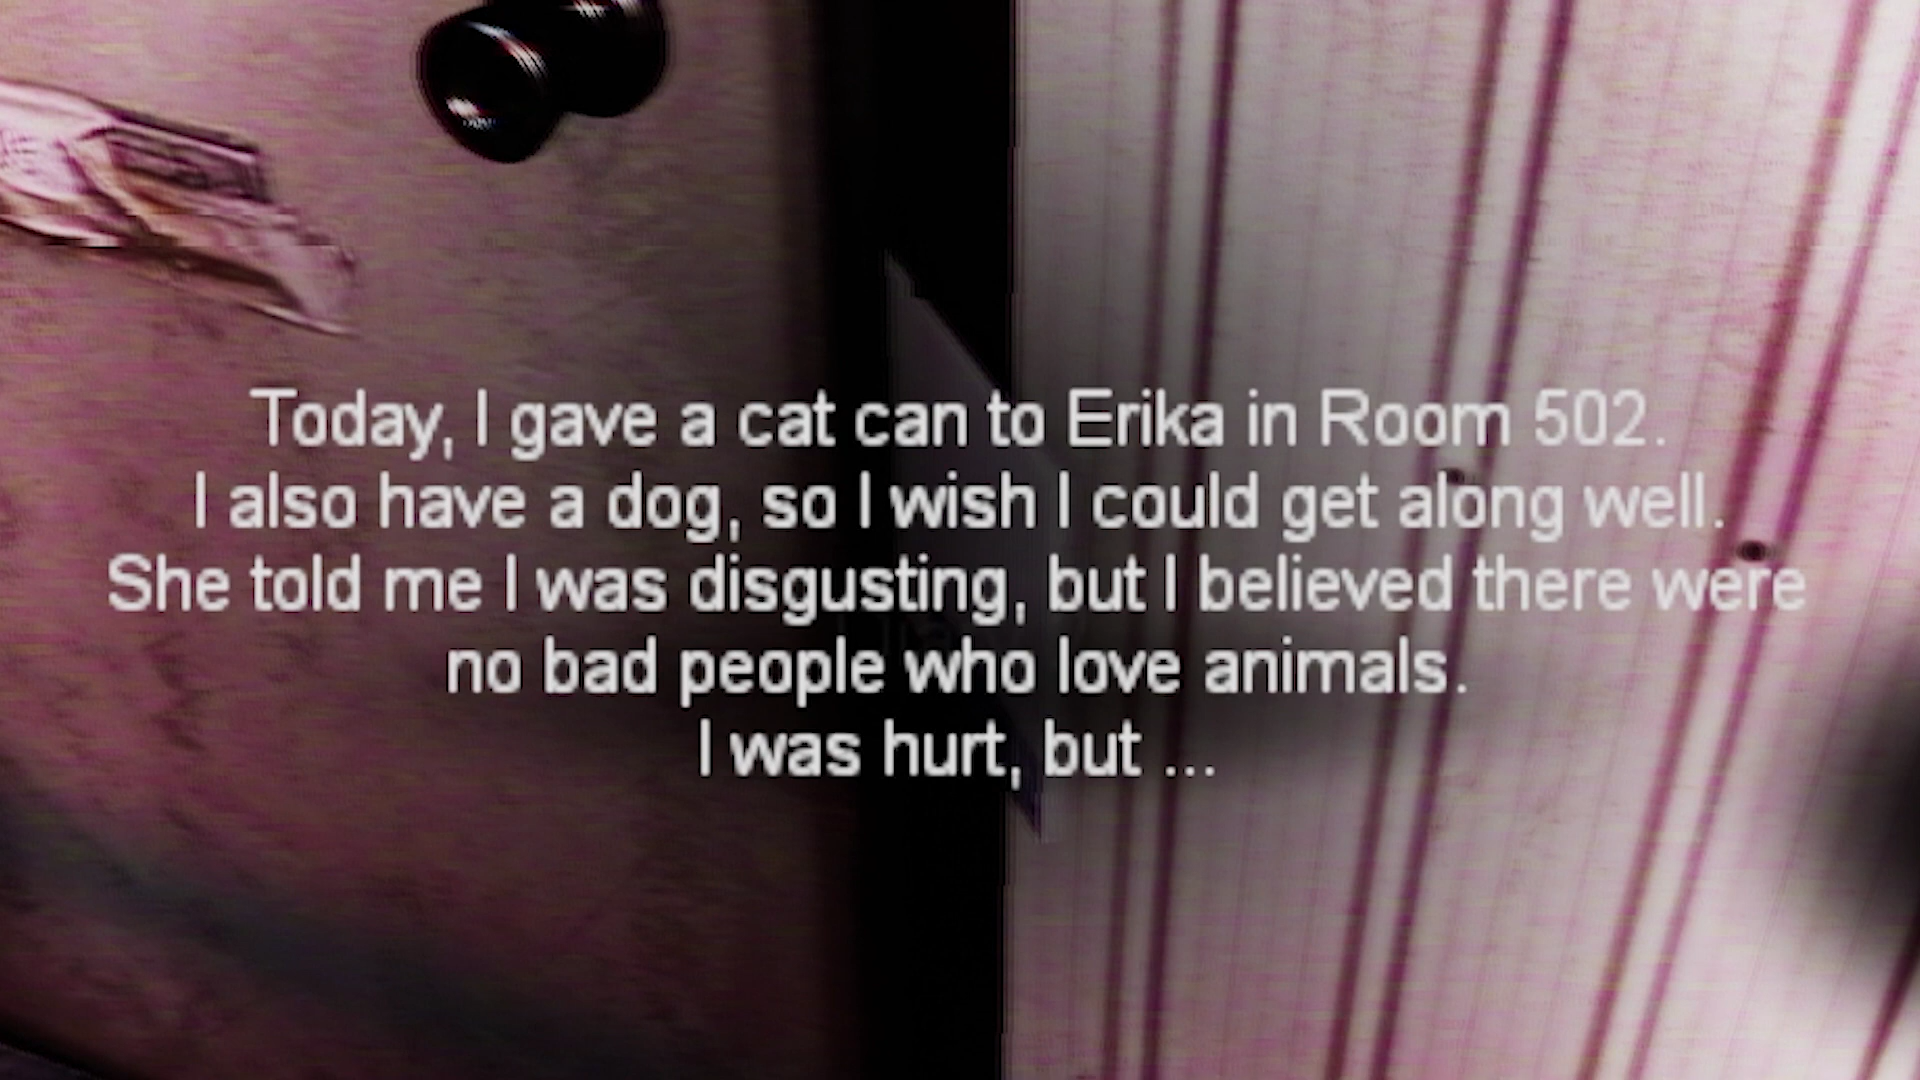 Today, I gave a cat can to Erika in Room 502.
I also have a dog, so I wish I could get along well.
She told me I was disgusting, but I believed there were
no bad people who love animals.
I was hurt, but ...